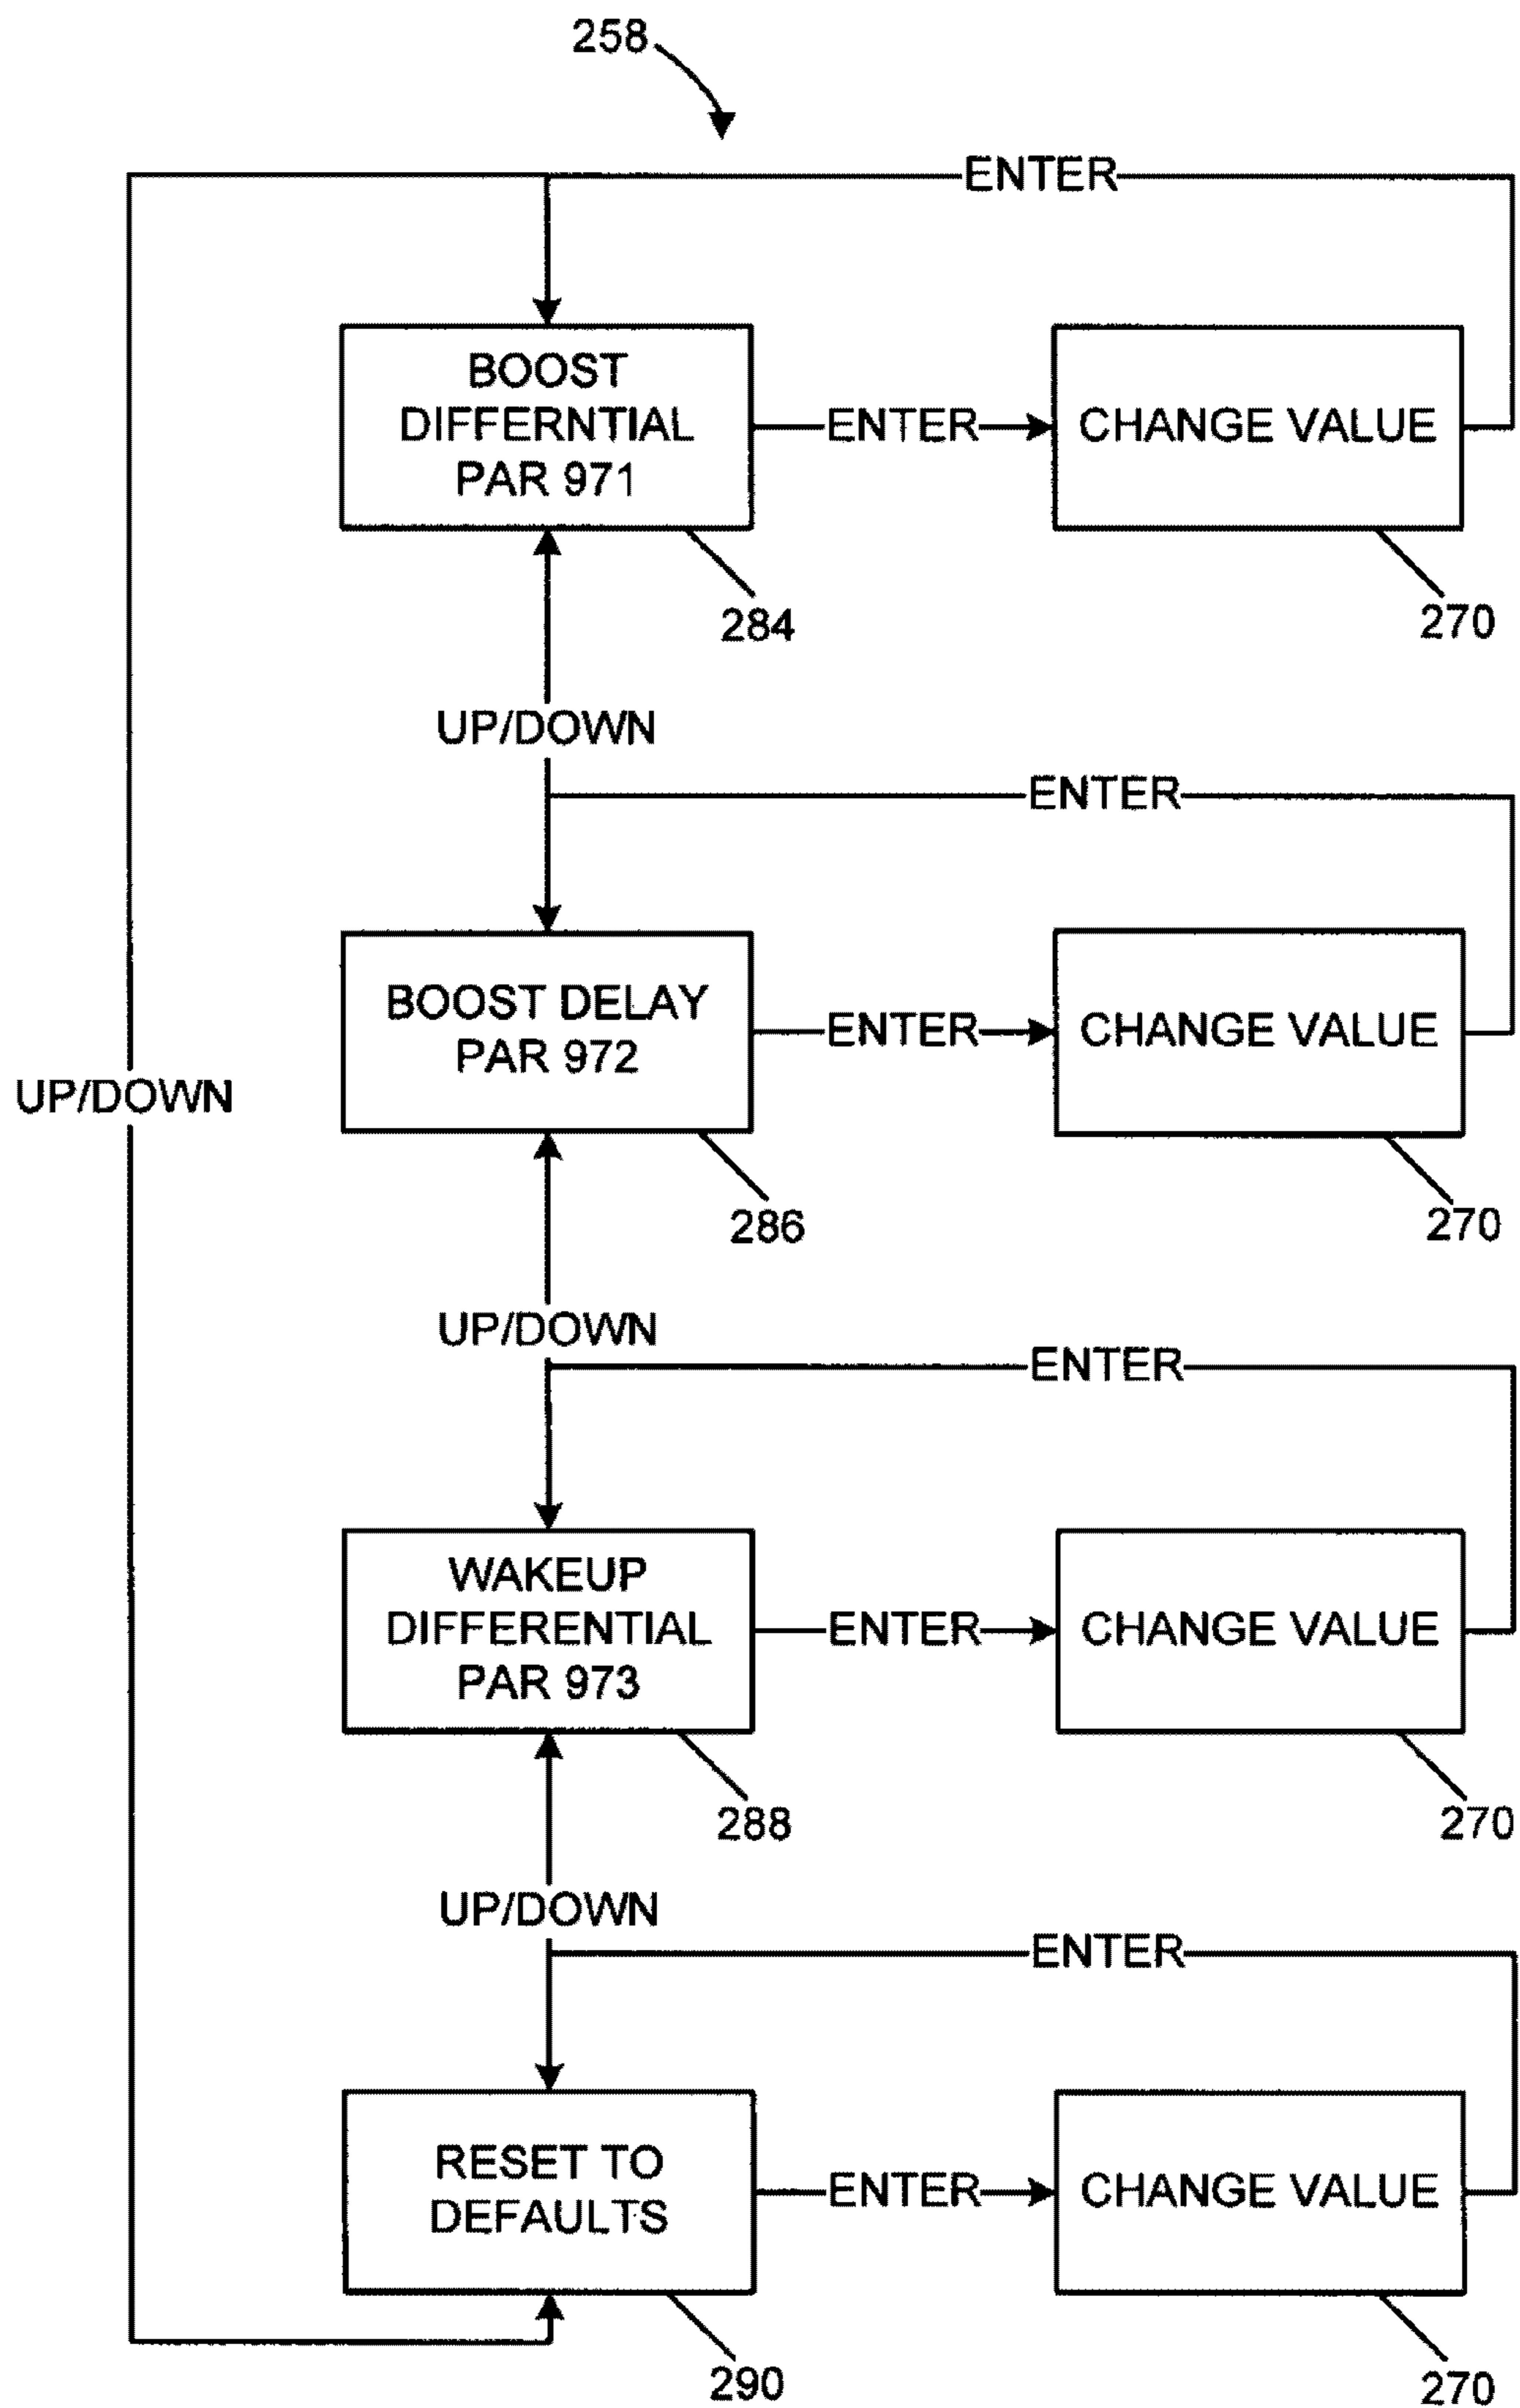 258
ENTER
BOOST
DIFFERNTIAL
PAR 971
ENTER
CHANGE VALUE
284
270
UP/DOWN
ENTER
BOOST DELAY
PAR 972
ENTER
CHANGE VALUE
UP/DOWN
286
270
UP/DOWN
ENTER
WAKEUP
DIFFERENTIAL
PAR 973
ENTER
CHANGE VALUE
288
270
UP/DOWN
ENTER
RESET TO
DEFAULTS
ENTER
CHANGE VALUE
290
270